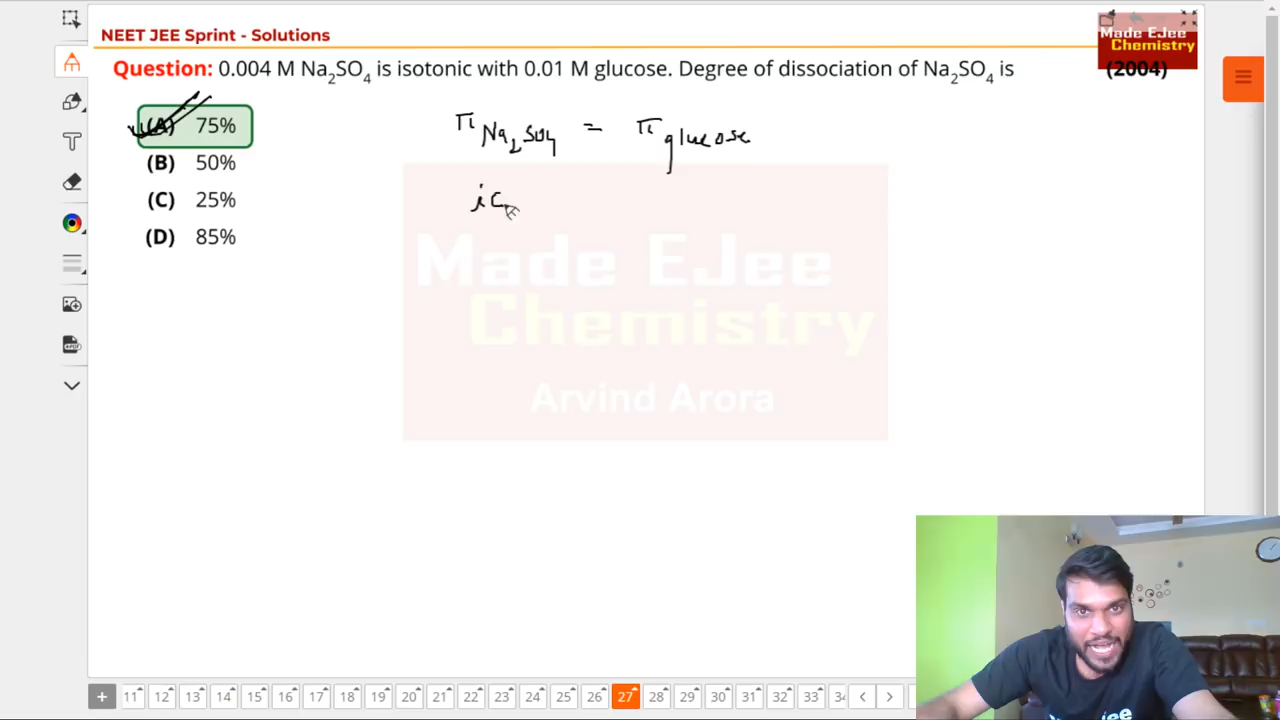 NEET JEE Sprint - Solutions
Made EJee
Chemistry
Question: 0.004 M Na₂SO₄ is isotonic with 0.01 M glucose. Degree of dissociation of Na₂SO₄ is (2004)
(A) 75%
(B) 50%
(C) 25%
(D) 85%
π Na₂SO₄ = π glucose
i C
Made EJee
Chemistry
Arvind Arora
+ 11 12 13 14 15 16 17 18 19 20 21 22 23 24 25 26 27 28 29 30 31 32 33 34 < >